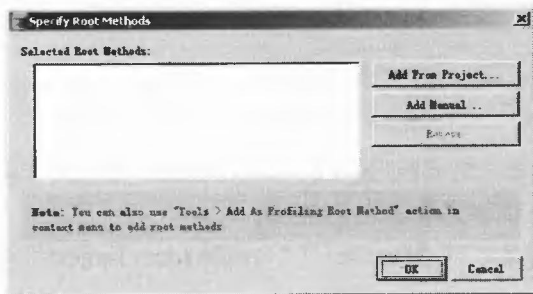 Specify Root Methods
Selected Root Methods:
Add From Project...
Add Manual ..
Remove
Note: You can also use "Tools > Add As Profiling Root Method" action in
context menu to add root methods
OK
Cancel